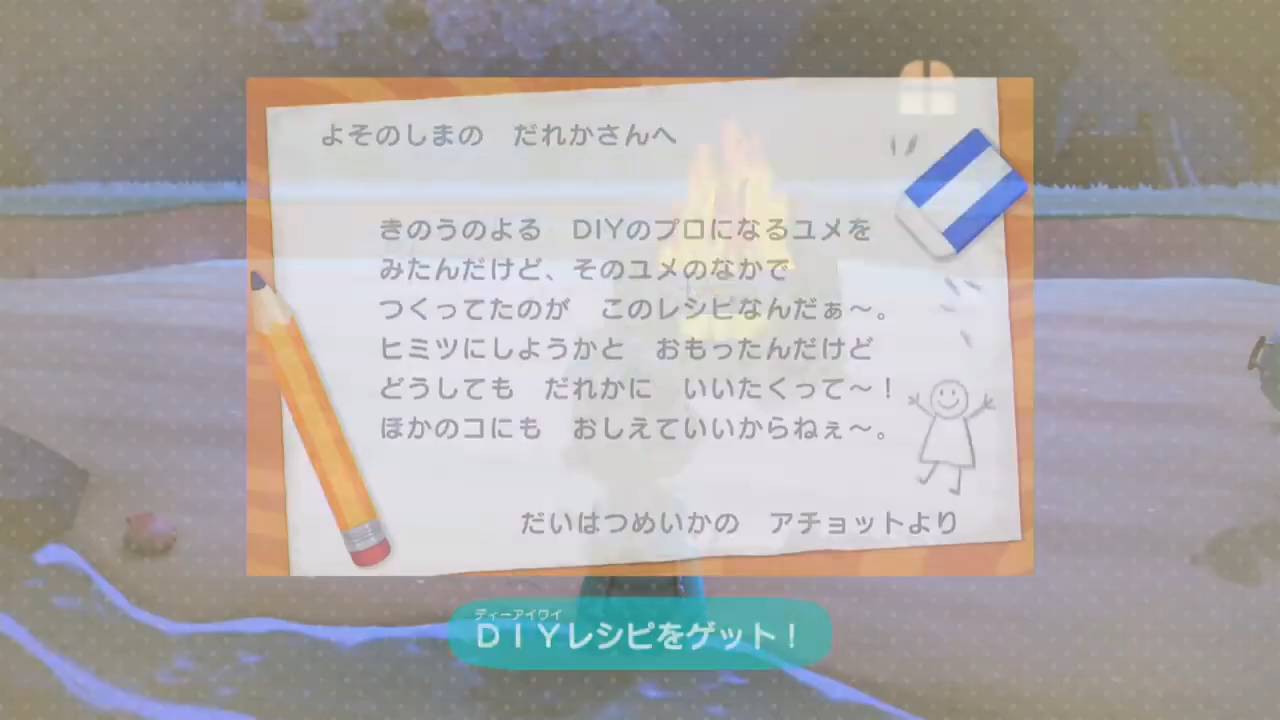 よそのしまの　だれかさんへ
きのうのよる　DIYのプロになるユメを
みたんだけど、そのユメのなかで
つくってたのが　このレシピなんだぁ～。
ヒミツにしようかと　おもったんだけど
どうしても　だれかに　いいたくって～！
ほかのコにも　おしえていいからねぇ～。
だいはつめいかの　アチョットより
ディーアイワイ
ＤＩＹレシピをゲット！